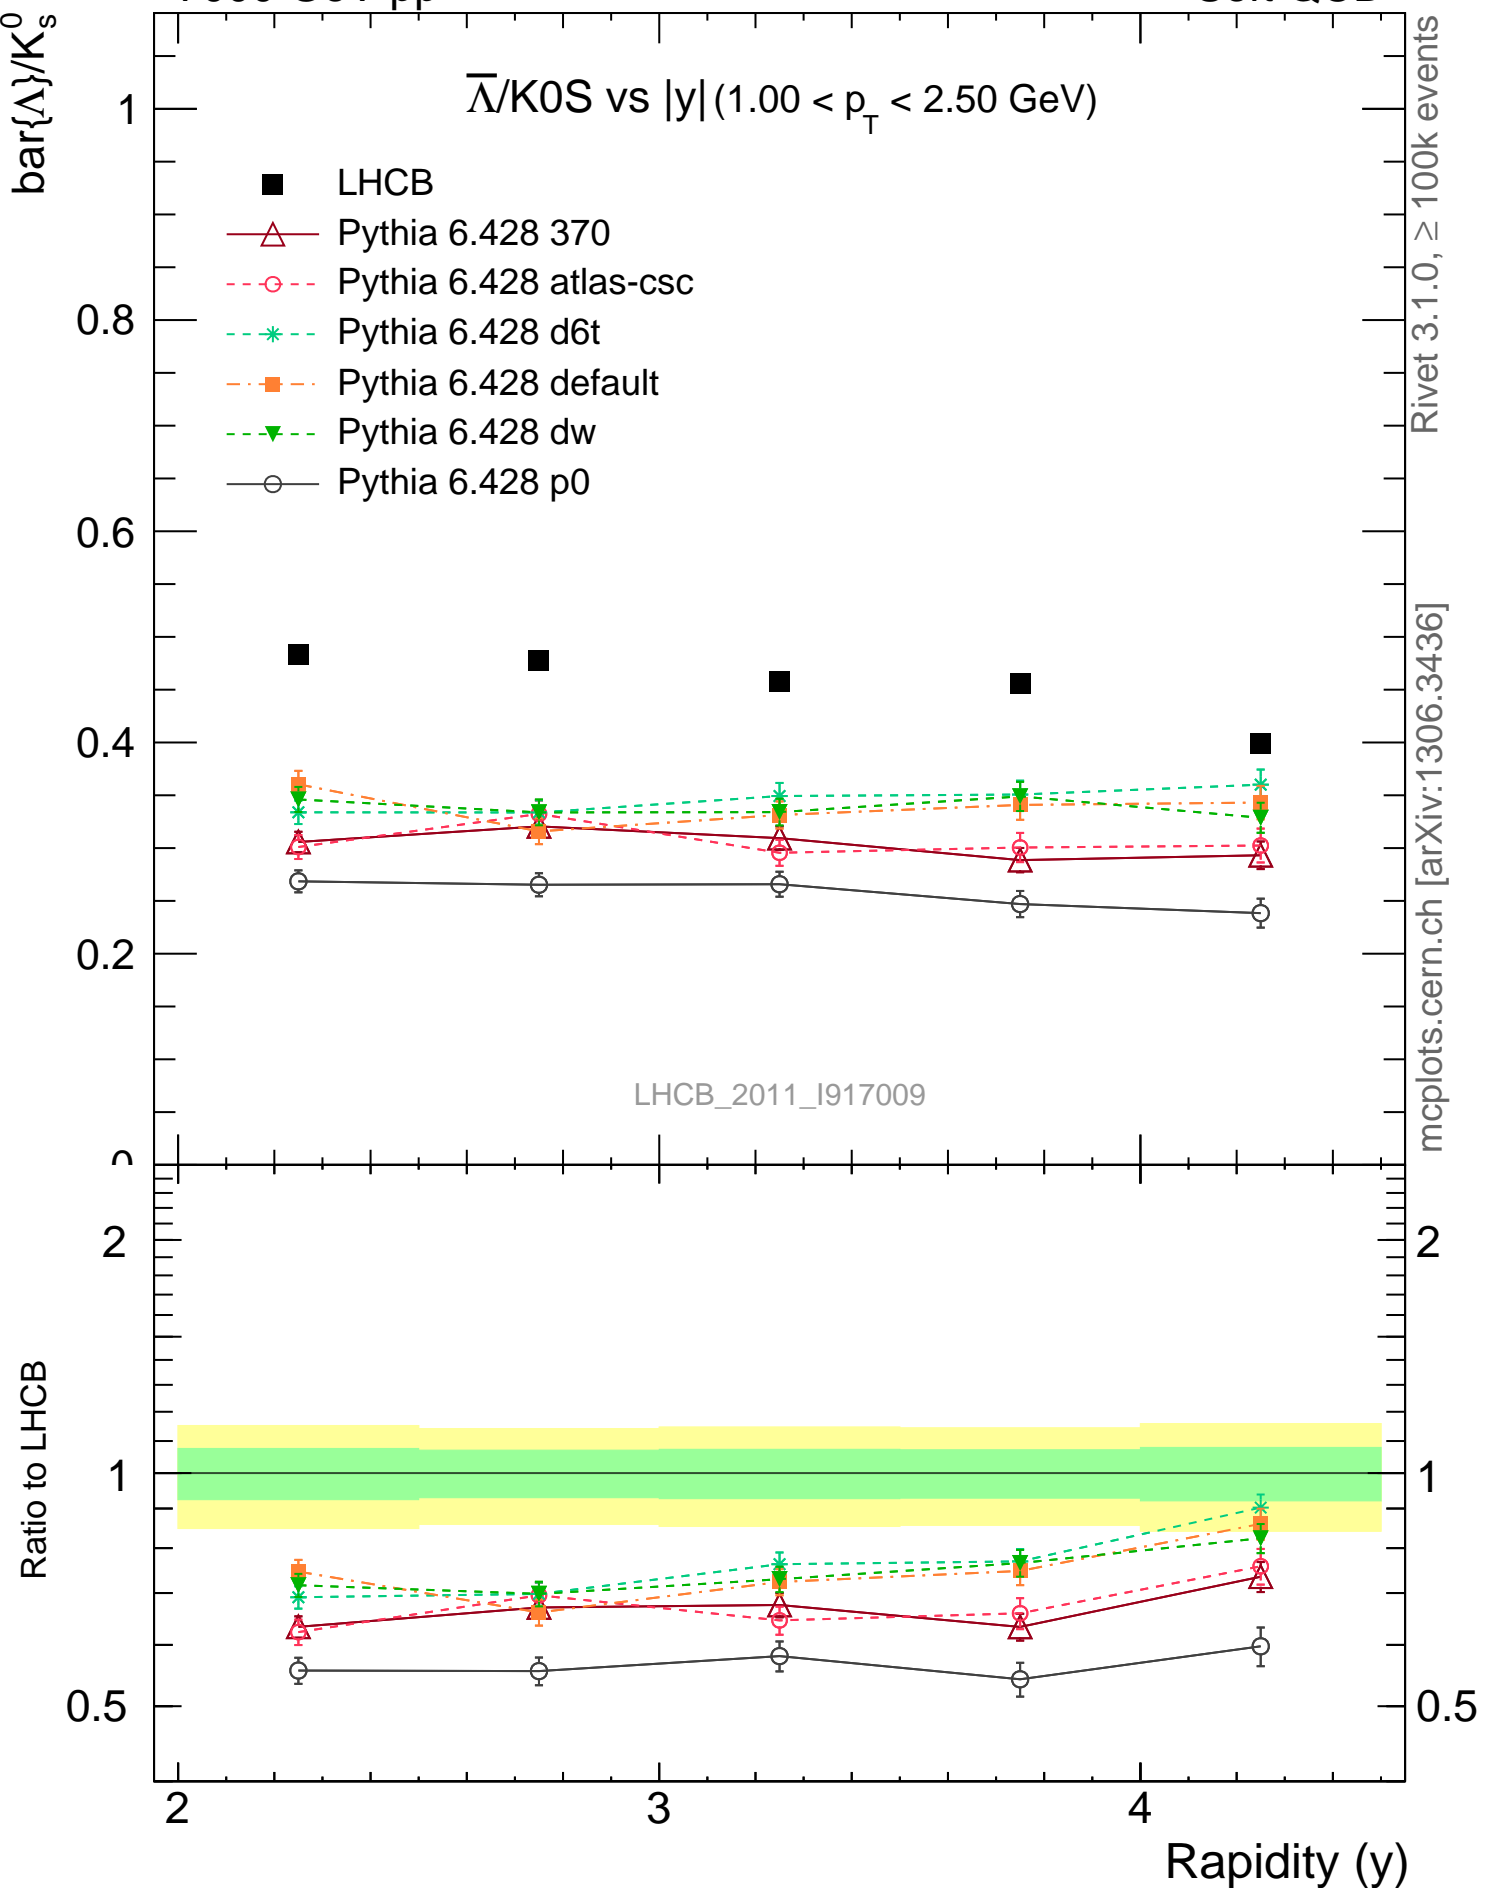 bar{Λ}/K⁰ₛ
Λ̅/K0S vs |y| (1.00 < p_T < 2.50 GeV)
LHCB
Pythia 6.428 370
Pythia 6.428 atlas-csc
Pythia 6.428 d6t
Pythia 6.428 default
Pythia 6.428 dw
Pythia 6.428 p0
1
0.8
0.6
0.4
0.2
LHCB_2011_I917009
Rivet 3.1.0, ≥ 100k events
mcplots.cern.ch [arXiv:1306.3436]
Ratio to LHCB
2
1
0.5
2
1
0.5
2
3
4
Rapidity (y)